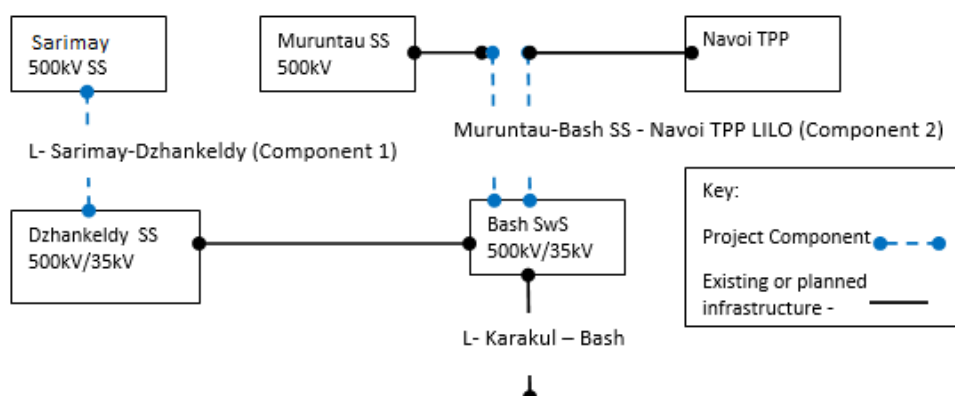 Sarimay
500kV SS
Muruntau SS
500kV
Navoi TPP
L- Sarimay-Dzhankeldy (Component 1)
Muruntau-Bash SS - Navoi TPP LILO (Component 2)
Dzhankeldy SS
500kV/35kV
Bash SwS
500kV/35kV
Key:
Project Component
Existing or planned
infrastructure -
L- Karakul – Bash